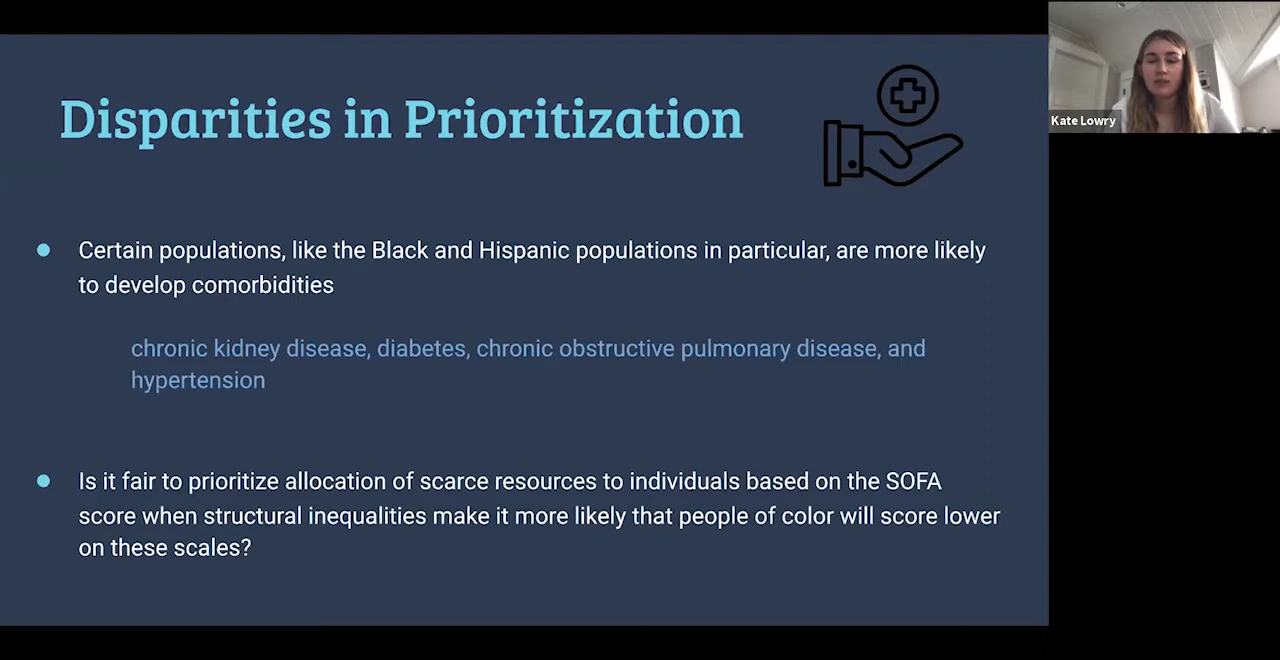 Disparities in Prioritization
Kate Lowry
Certain populations, like the Black and Hispanic populations in particular, are more likely
to develop comorbidities
chronic kidney disease, diabetes, chronic obstructive pulmonary disease, and
hypertension
Is it fair to prioritize allocation of scarce resources to individuals based on the SOFA
score when structural inequalities make it more likely that people of color will score lower
on these scales?